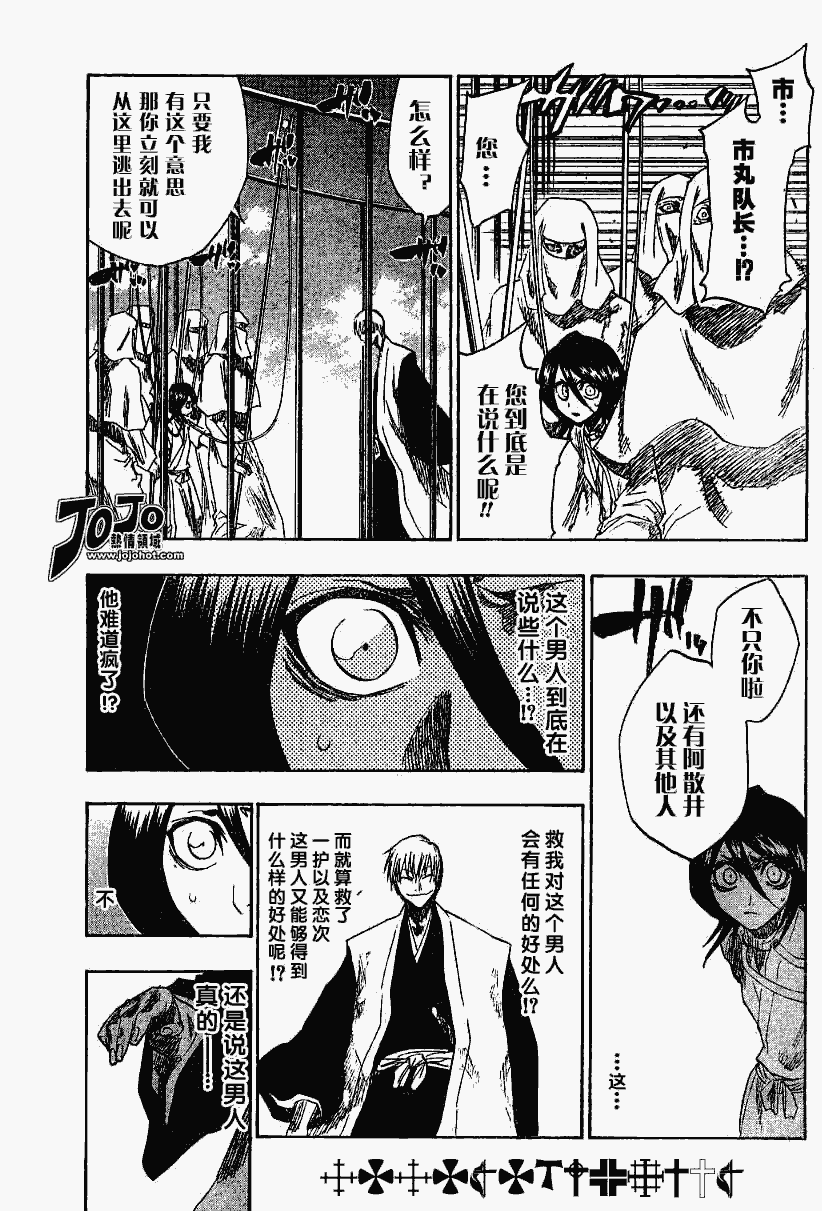 市…
市丸队长…!?
您…
您到底是
在说什么呢!!
怎么样?
只要我
有这个意思
那你立刻就可以
从这里逃出去呢
不只你啦
还有阿散井
以及其他人
…这…
这个男人到底在
说些什么…!?
他难道疯了!?
救我对这个男人
会有任何的好处么!?
而就算救了
一护以及恋次
这男人又能够得到
什么样的好处呢!?
不
还是说这男人
真的——…
JOJO
熱情領域
www.jojohot.com